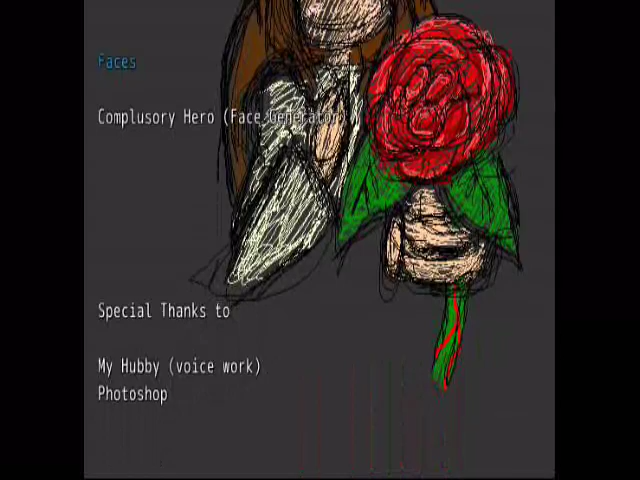 Faces
Complusory Hero (Face Generator)
Special Thanks to
My Hubby (voice work)
Photoshop